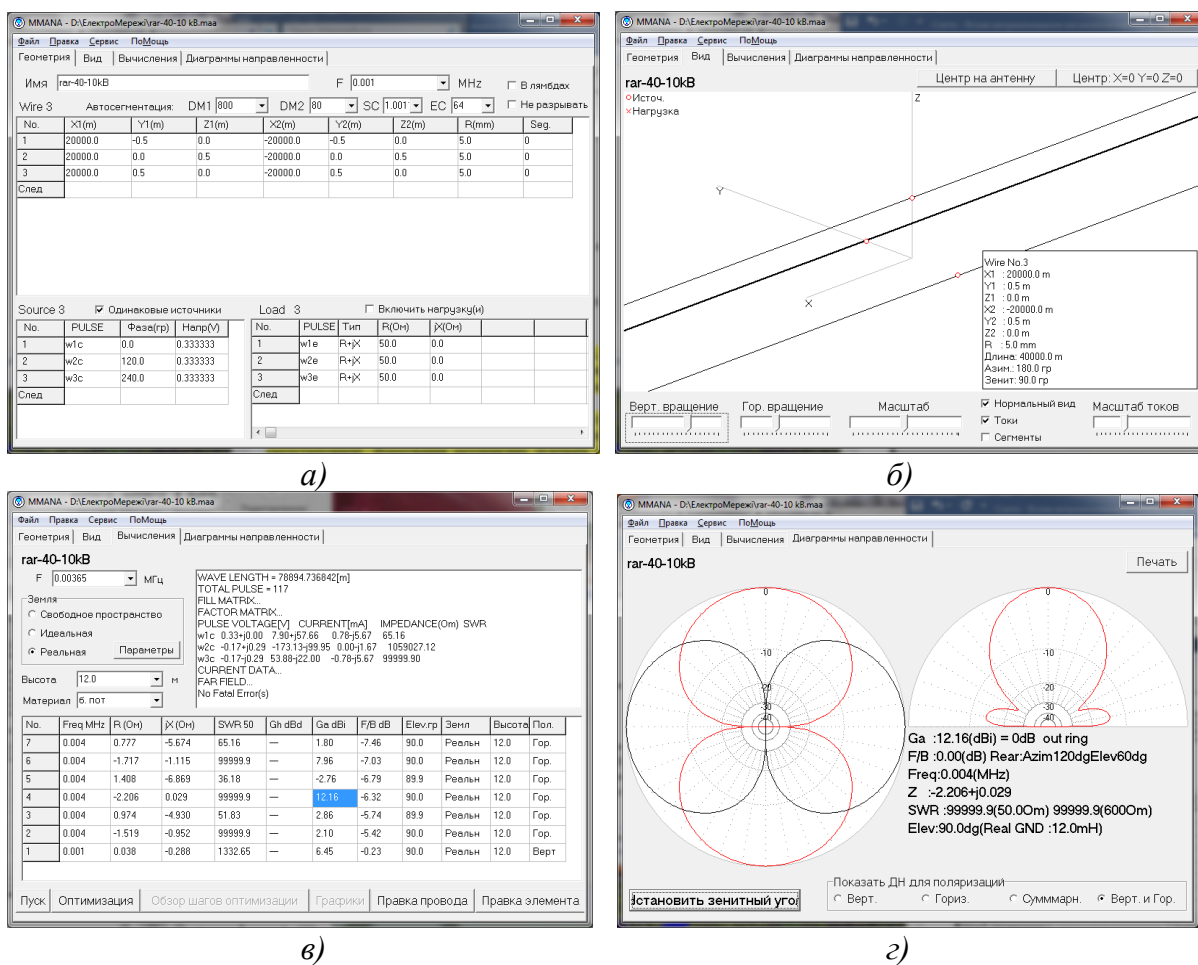 MMANA - D:\ЕлектроМережі\rar-40-10 kB.maa
Файл Правка Сервис ПоМощь
Геометрия Вид Вычисления Диаграммы направленности
Имя rar-40-10kB F 0.001 MHz В лямбдах
Wire 3 Автосегментация: DM1 800 DM2 80 SC 1.001 EC 64 Не разрывать
No. X1(m) Y1(m) Z1(m) X2(m) Y2(m) Z2(m) R(mm) Seg.
1 20000.0 -0.5 0.0 -20000.0 -0.5 0.0 5.0 0
2 20000.0 0.0 0.5 -20000.0 0.0 0.5 5.0 0
3 20000.0 0.5 0.0 -20000.0 0.5 0.0 5.0 0
След
Source 3 Одинаковые источники
No. PULSE Фаза(гр) Напр(V)
1 w1c 0.0 0.333333
2 w2c 120.0 0.333333
3 w3c 240.0 0.333333
След
Load 3 Включить нагрузку(и)
No. PULSE Тип R(Ом) jX(Ом)
1 w1e R+jX 50.0 0.0
2 w2e R+jX 50.0 0.0
3 w3e R+jX 50.0 0.0
След
а)
MMANA - D:\ЕлектроМережі\rar-40-10 kB.maa
Файл Правка Сервис ПоМощь
Геометрия Вид Вычисления Диаграммы направленности
rar-40-10kB
Центр на антенну Центр: X=0 Y=0 Z=0
Источ.
Нагрузка
Z
Y
X
Wire No.3
X1 : 20000.0 m
Y1 : 0.5 m
Z1 : 0.0 m
X2 : -20000.0 m
Y2 : 0.5 m
Z2 : 0.0 m
R : 5.0 mm
Длина: 40000.0 m
Азим.: 180.0 гр
Зенит: 90.0 гр
Верт. вращение Гор. вращение Масштаб
Нормальный вид
Токи
Сегменты
Масштаб токов
б)
MMANA - D:\ЕлектроМережі\rar-40-10 kB.maa
Файл Правка Сервис ПоМощь
Геометрия Вид Вычисления Диаграммы направленности
rar-40-10kB
F 0.00365 МГц
Земля
Свободное пространство
Идеальная
Реальная Параметры
Высота 12.0 м
Материал б. пот
WAVE LENGTH = 78894.736842[m]
TOTAL PULSE = 117
FILL MATRIX...
FACTOR MATRIX...
PULSE VOLTAGE[V] CURRENT[mA] IMPEDANCE(Om) SWR
w1c 0.33+j0.00 7.90+j57.66 0.78-j5.67 65.16
w2c -0.17+j0.29 -173.13-j99.95 0.00-j1.67 1059027.12
w3c -0.17-j0.29 53.88-j22.00 -0.78-j5.67 99999.90
CURRENT DATA...
FAR FIELD...
No Fatal Error(s)
No. Freq MHz R (Ом) jX (Ом) SWR 50 Gh dBd Ga dBi F/B dB Elev.гр Земл Высота Пол.
7 0.004 0.777 -5.674 65.16 — 1.80 -7.46 90.0 Реальн 12.0 Гор.
6 0.004 -1.717 -1.115 99999.9 — 7.96 -7.03 90.0 Реальн 12.0 Гор.
5 0.004 1.408 -6.869 36.18 — -2.76 -6.79 89.9 Реальн 12.0 Гор.
4 0.004 -2.206 0.029 99999.9 12.16 -6.32 90.0 Реальн 12.0 Гор.
3 0.004 0.974 -4.930 51.83 — 2.86 -5.74 89.9 Реальн 12.0 Гор.
2 0.004 -1.519 -0.952 99999.9 — 2.10 -5.42 90.0 Реальн 12.0 Гор.
1 0.001 0.038 -0.288 1332.65 — 6.45 -0.23 90.0 Реальн 12.0 Верт
Пуск Оптимизация Обзор шагов оптимизации Графики Правка провода Правка элемента
в)
MMANA - D:\ЕлектроМережі\rar-40-10 kB.maa
Файл Правка Сервис ПоМощь
Геометрия Вид Вычисления Диаграммы направленности
rar-40-10kB
Печать
0
-10
-20
-30
-40
0
-10
-20
-30
-40
Ga :12.16(dBi) = 0dB out ring
F/B :0.00(dB) Rear:Azim120dgElev60dg
Freq:0.004(MHz)
Z :-2.206+j0.029
SWR :99999.9(50.0Om) 99999.9(600Om)
Elev:90.0dg(Real GND :12.0mH)
Установить зенитный угол
Показать ДН для поляризаций
Верт. Гориз. Сумммарн. Верт. и Гор.
г)